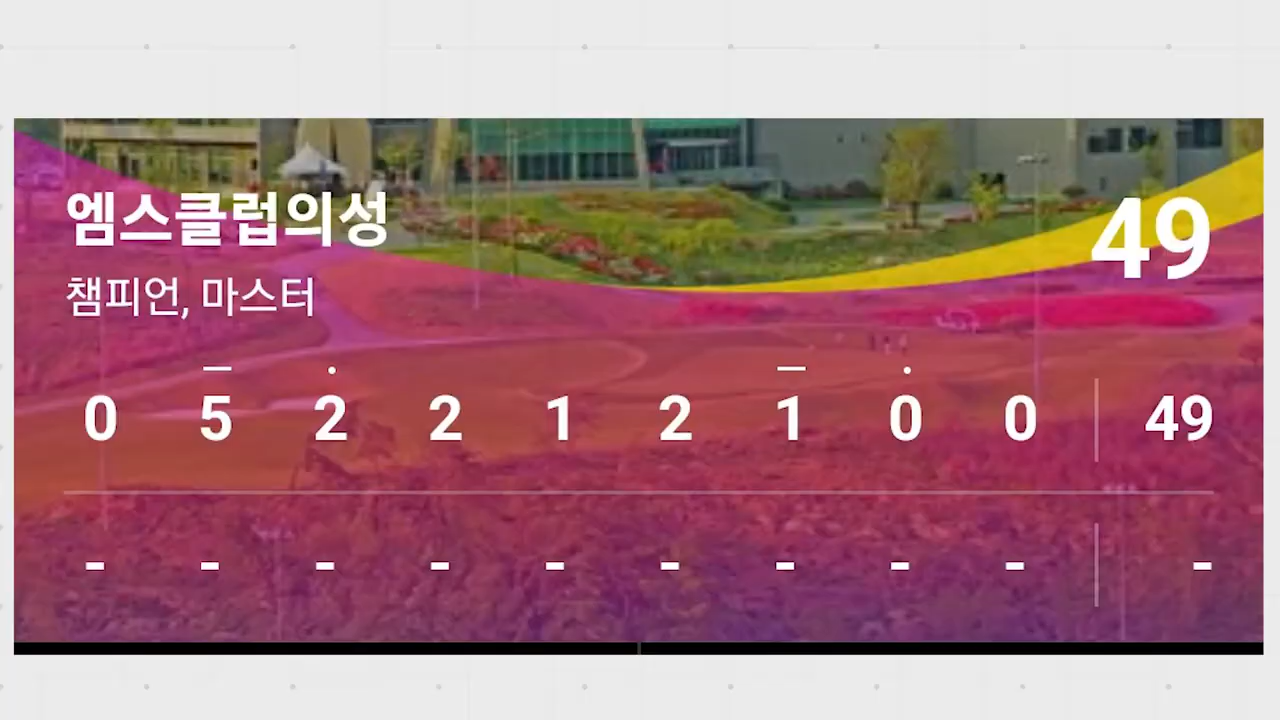 엠스클럽의성
49
챔피언, 마스터
0 5 2 2 1 2 1 0 0 49
- - - - - - - - - -